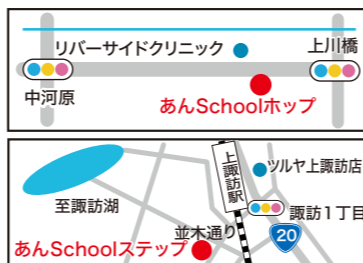 リバーサイドクリニック
上川橋
中河原
あんSchoolホップ
上諏訪駅
ツルヤ上諏訪店
至諏訪湖
諏訪1丁目
並木通り
20
あんSchoolステップ